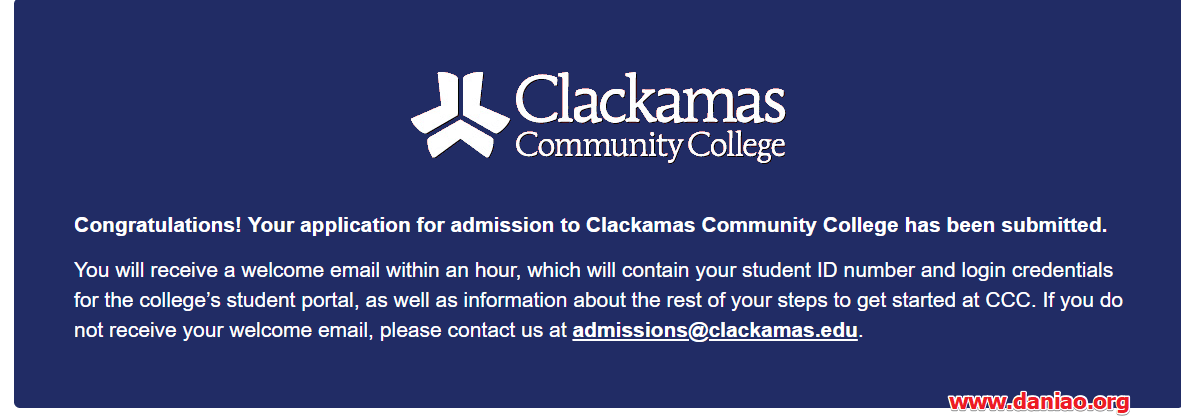 Clackamas
Community College
Congratulations! Your application for admission to Clackamas Community College has been submitted.
You will receive a welcome email within an hour, which will contain your student ID number and login credentials
for the college’s student portal, as well as information about the rest of your steps to get started at CCC. If you do
not receive your welcome email, please contact us at admissions@clackamas.edu.
www.daniao.org